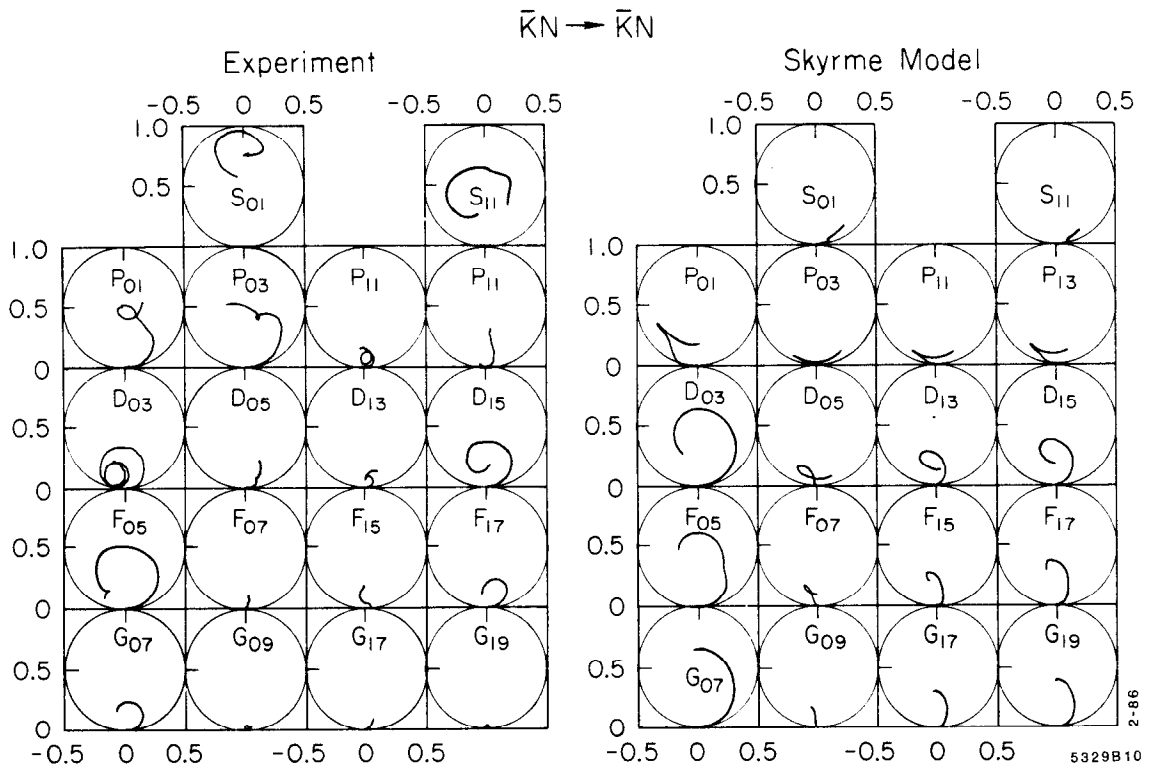 K̄N → K̄N
Experiment Skyrme Model
-0.5 0 0.5 -0.5 0 0.5 -0.5 0 0.5 -0.5 0 0.5
1.0 1.0
0.5 S01 S11 0.5 S01 S11
1.0 1.0
P01 P03 P11 P11 P01 P03 P11 P13
0.5 0.5
0 0
D03 D05 D13 D15 D03 D05 D13 D15
0.5 0.5
0 0
F05 F07 F15 F17 F05 F07 F15 F17
0.5 0.5
0 0
G07 G09 G17 G19 G07 G09 G17 G19
0.5 0.5
0 0
-0.5 0 0.5 -0.5 0 0.5 -0.5 0 0.5 -0.5 0 0.5
2-86
5329B10